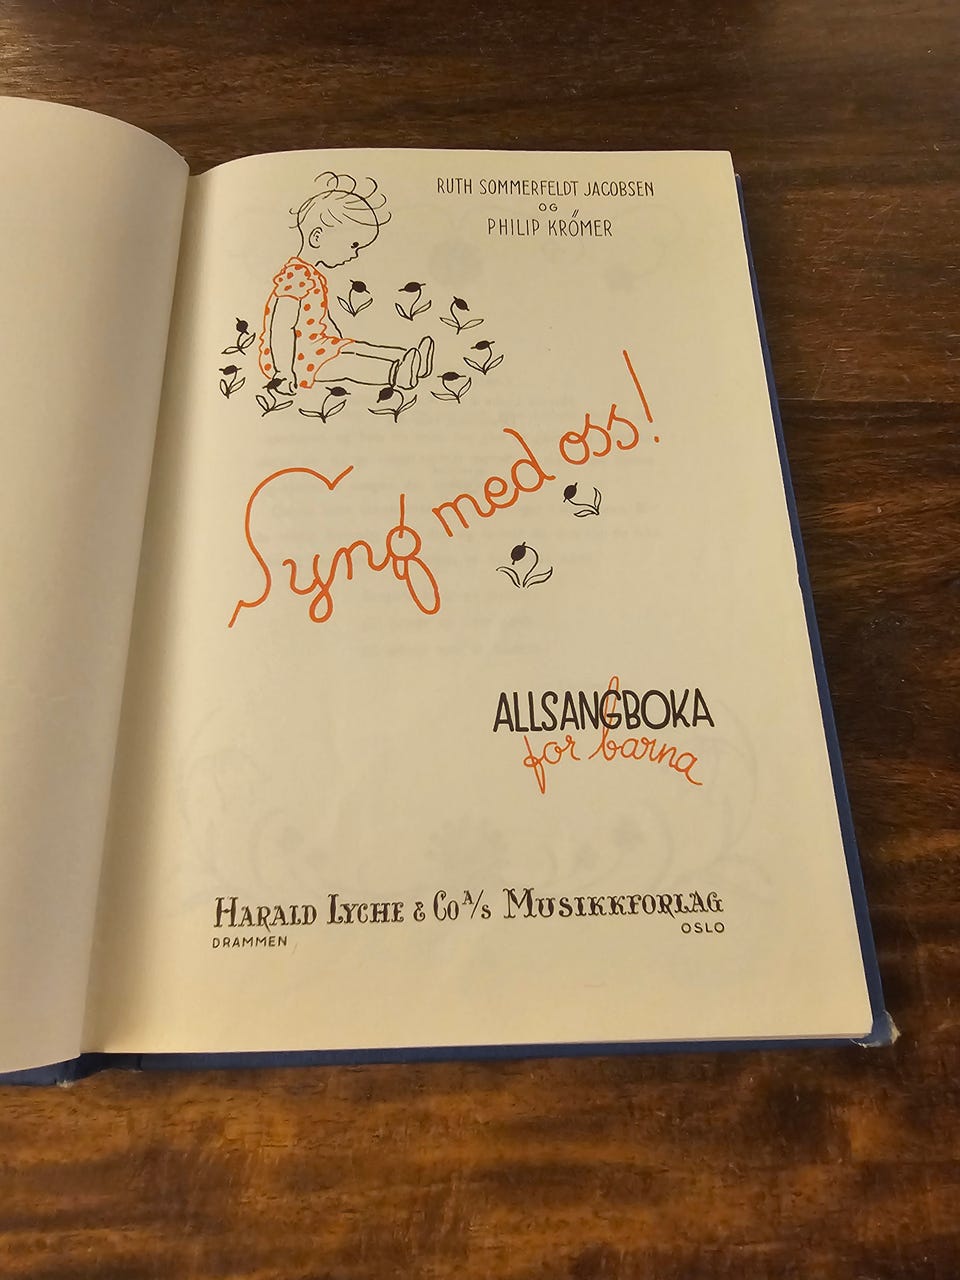 RUTH SOMMERFELDT JACOBSEN
OG
PHILIP KRÖMER
Syng med oss!
ALLSANGBOKA
for barna
HARALD LYCHE & CO A/S MUSIKKFORLAG
DRAMMEN OSLO